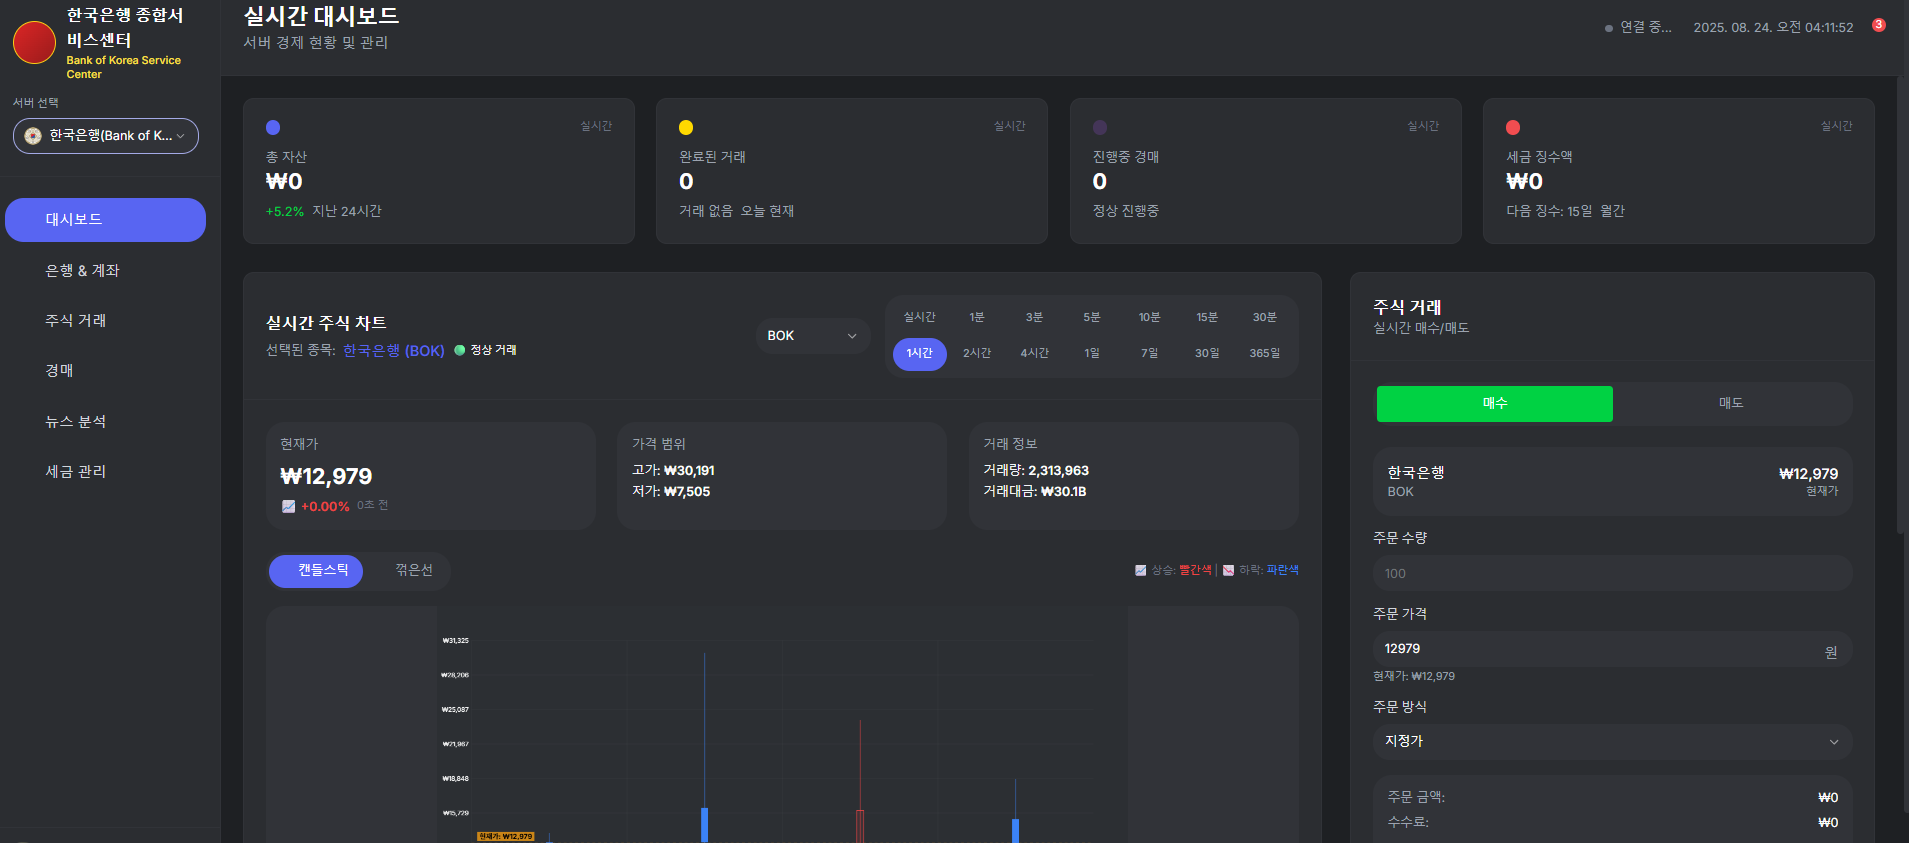 한국은행 종합서
비스센터
Bank of Korea Service
Center
서버 선택
한국은행(Bank of K...
대시보드
은행 & 계좌
주식 거래
경매
뉴스 분석
세금 관리
실시간 대시보드
서버 경제 현황 및 관리
연결 중...
2025. 08. 24. 오전 04:11:52
3
실시간
총 자산
₩0
+5.2% 지난 24시간
실시간
완료된 거래
0
거래 없음 오늘 현재
실시간
진행중 경매
0
정상 진행중
실시간
세금 징수액
₩0
다음 징수: 15일 월간
실시간 주식 차트
선택된 종목: 한국은행 (BOK) 정상 거래
BOK
실시간 1분 3분 5분 10분 15분 30분
1시간 2시간 4시간 1일 7일 30일 365일
현재가
₩12,979
+0.00% 0초 전
가격 범위
고가: ₩30,191
저가: ₩7,505
거래 정보
거래량: 2,313,963
거래대금: ₩30.1B
캔들스틱 꺾은선
상승: 빨간색 | 하락: 파란색
₩31,325
₩28,206
₩25,087
₩21,967
₩18,848
₩15,729
현재가: ₩12,979
주식 거래
실시간 매수/매도
매수 매도
한국은행 ₩12,979
BOK 현재가
주문 수량
100
주문 가격
12979 원
현재가: ₩12,979
주문 방식
지정가
주문 금액: ₩0
수수료: ₩0